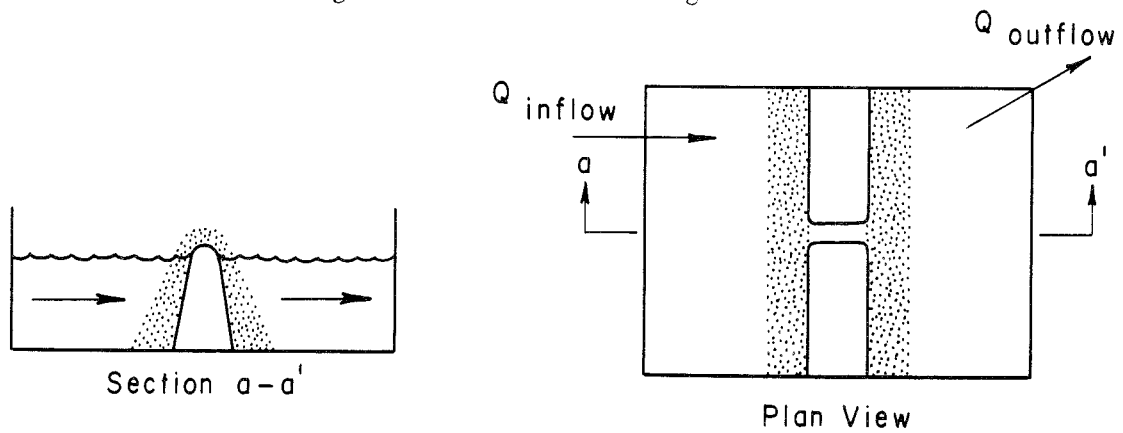 Q outflow
Q inflow
a
a'
Section a-a'
Plan View